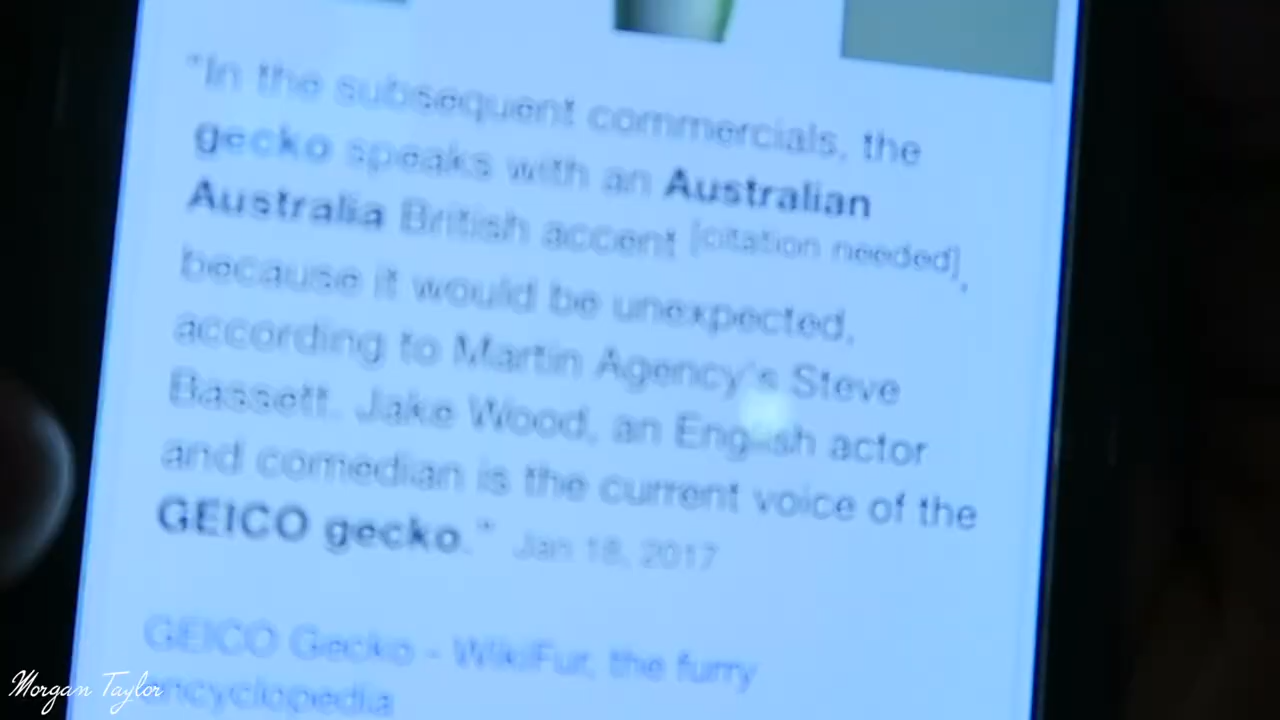 "In the subsequent commercials, the
gecko speaks with an Australian
Australia British accent [citation needed],
because it would be unexpected,
according to Martin Agency's Steve
Bassett. Jake Wood, an English actor
and comedian is the current voice of the
GEICO gecko." Jan 18, 2017
GEICO Gecko - WikiFur, the furry
encyclopedia
Morgan Taylor